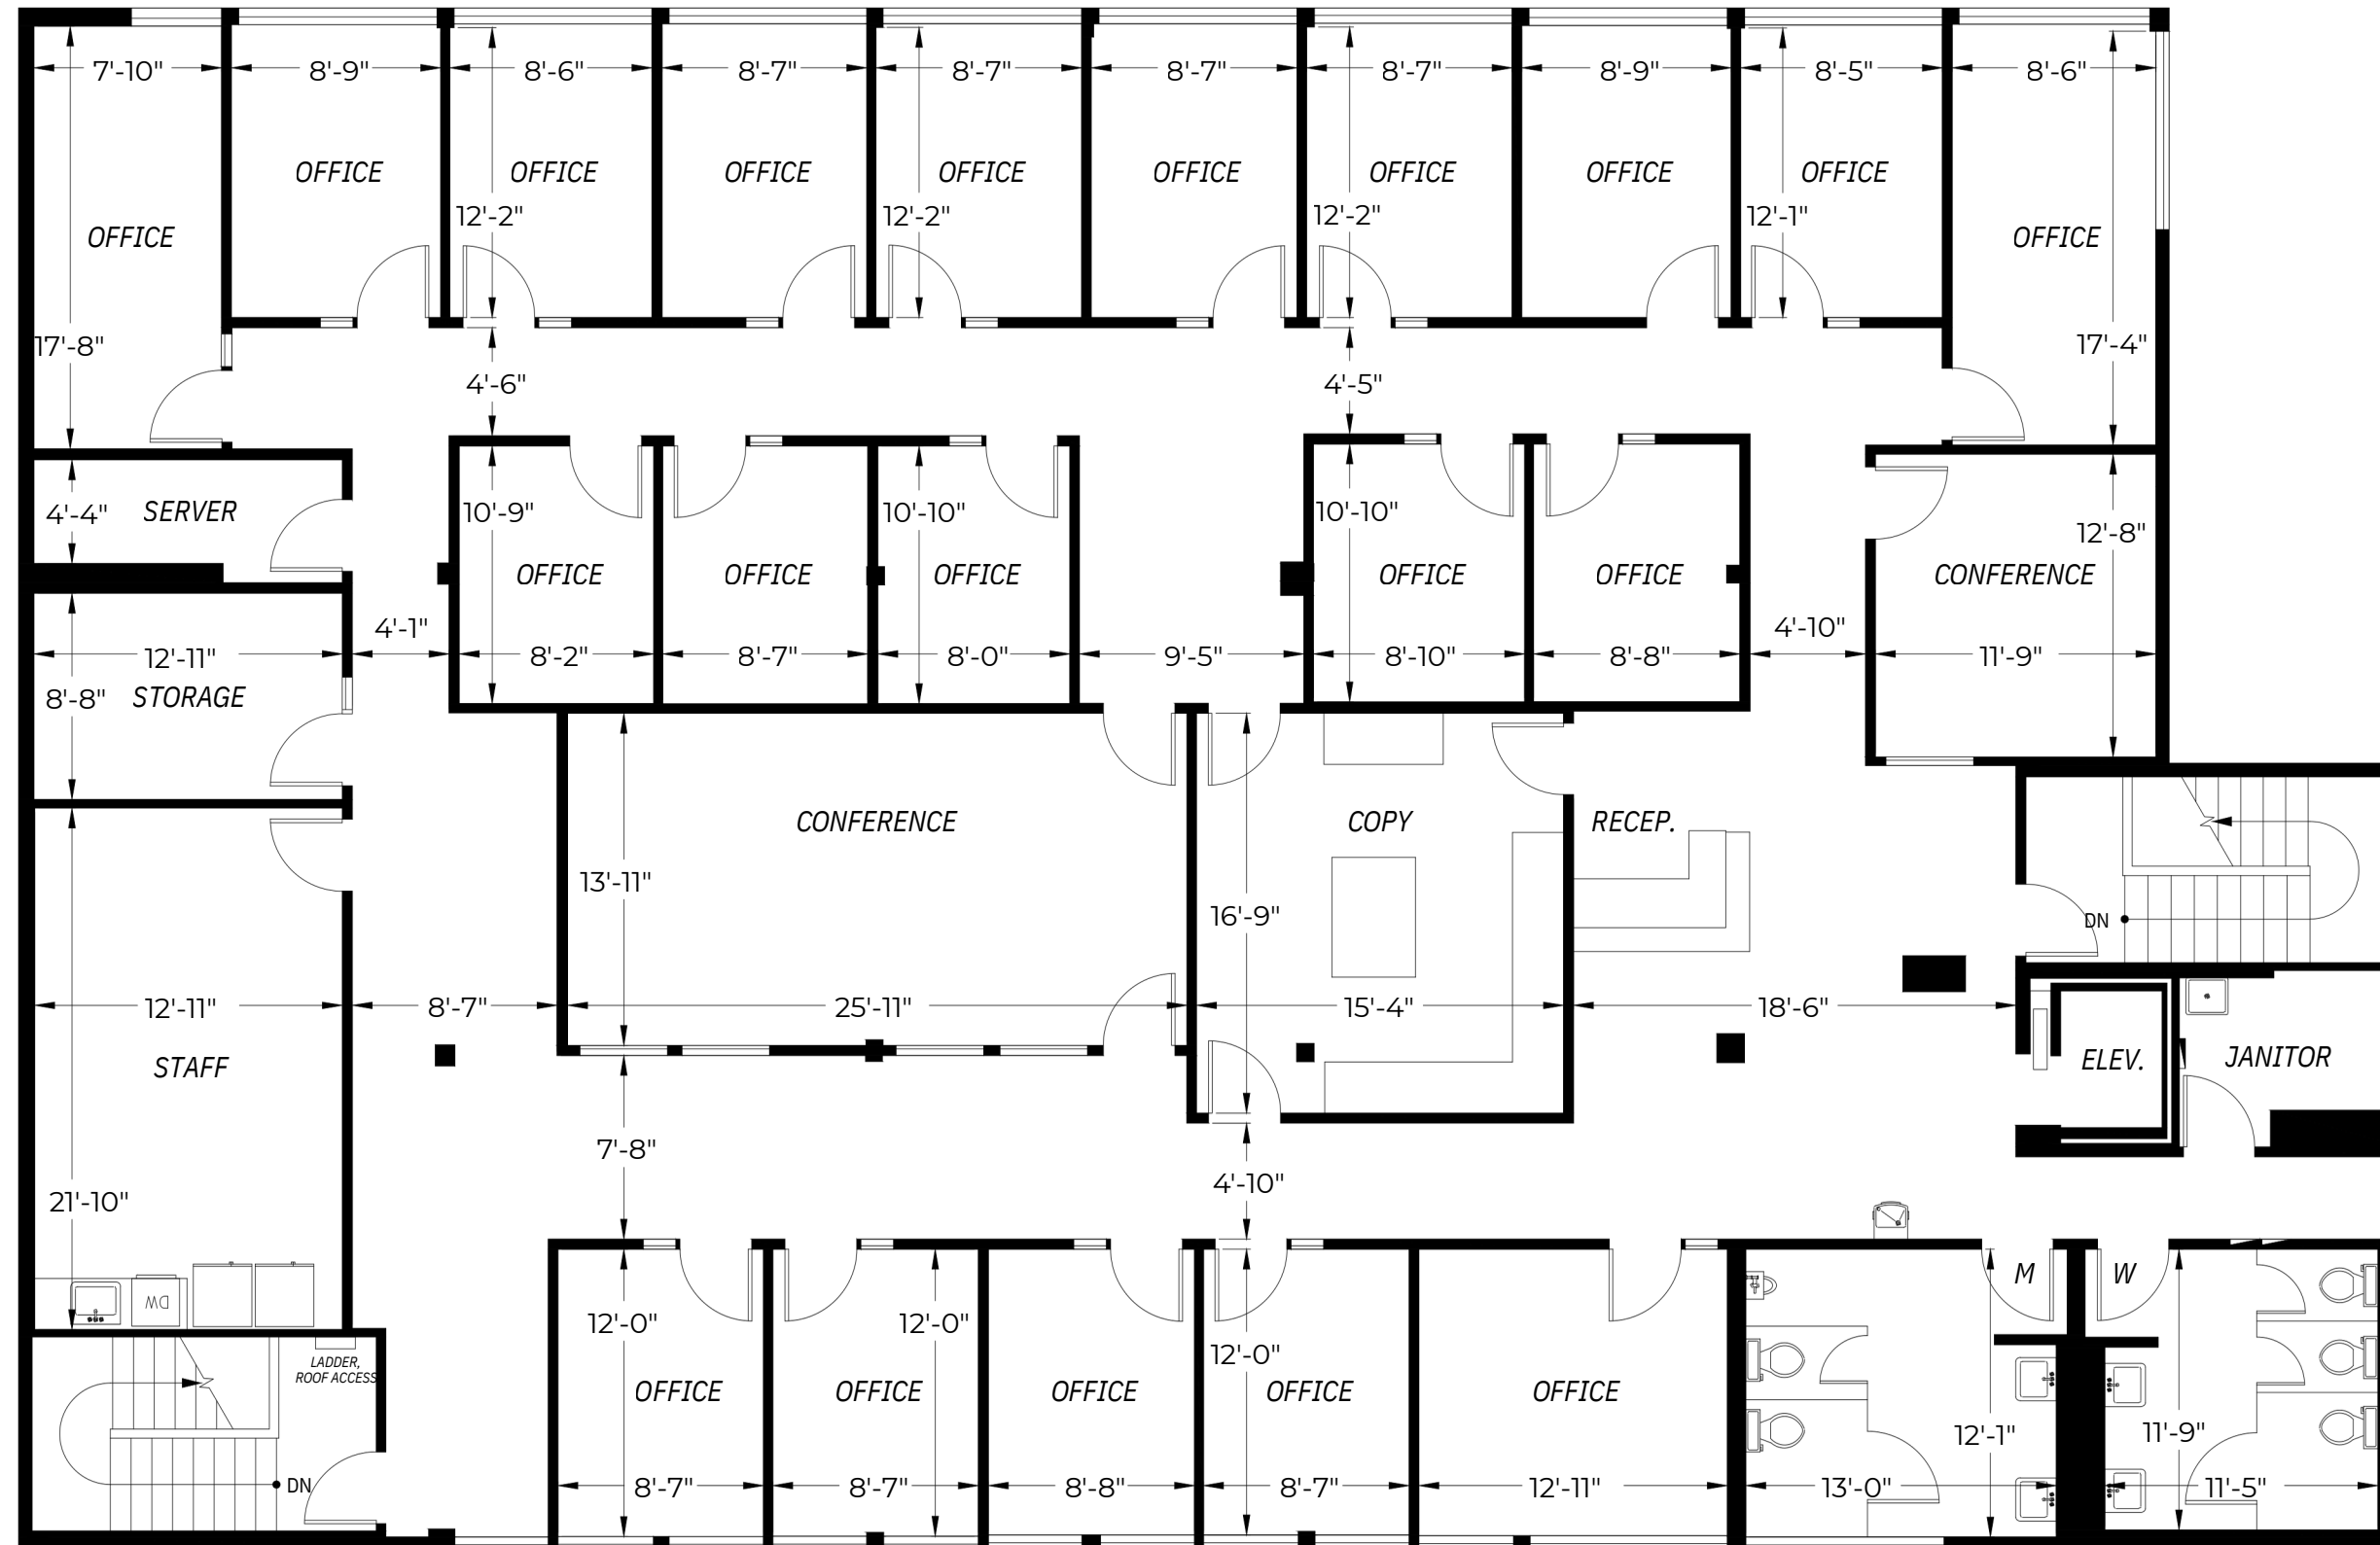 7'-10"
8'-9"
8'-6"
8'-7"
8'-7"
8'-7"
8'-7"
8'-9"
8'-5"
8'-6"
OFFICE
OFFICE
OFFICE
OFFICE
OFFICE
OFFICE
OFFICE
OFFICE
12'-2"
12'-2"
12'-2"
12'-1"
OFFICE
OFFICE
17'-8"
17'-4"
4'-6"
4'-5"
4'-4"
SERVER
10'-9"
10'-10"
10'-10"
12'-8"
OFFICE
OFFICE
OFFICE
OFFICE
OFFICE
CONFERENCE
4'-1"
4'-10"
12'-11"
8'-2"
8'-7"
8'-0"
9'-5"
8'-10"
8'-8"
11'-9"
8'-8"
STORAGE
CONFERENCE
COPY
RECEP.
13'-11"
16'-9"
DN
12'-11"
8'-7"
25'-11"
15'-4"
18'-6"
STAFF
ELEV.
JANITOR
7'-8"
4'-10"
21'-10"
M
W
DW
12'-0"
12'-0"
12'-0"
LADDER,
ROOF ACCESS
OFFICE
OFFICE
OFFICE
OFFICE
OFFICE
12'-1"
11'-9"
DN
8'-7"
8'-7"
8'-8"
8'-7"
12'-11"
13'-0"
11'-5"